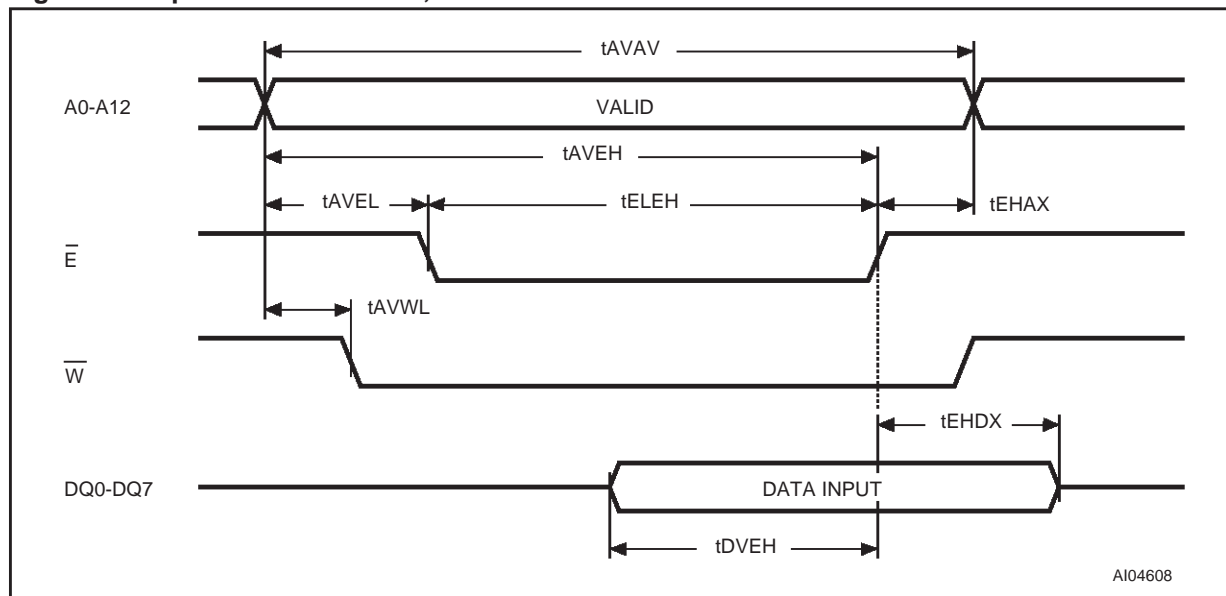 tAVAV
A0-A12
VALID
tAVEH
tAVEL
tELEH
tEHAX
E
tAVWL
W
tEHDX
DQ0-DQ7
DATA INPUT
tDVEH
AI04608